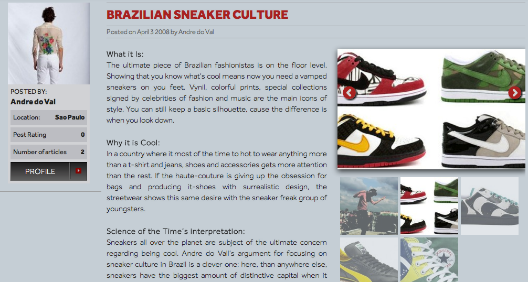 BRAZILIAN SNEAKER CULTURE
Posted on April 3 2008 by Andre do Val
What it Is:
The ultimate piece of Brazilian fashionistas is on the floor level.
Showing that you know what's cool means now you need a vamped
sneakers on you feet. Vynil, colorful prints, special collections
signed by celebrities of fashion and music are the main icons of
style. You can still keep a basic silhouette, cause the difference is
when you look down.
Why it is Cool:
In a country where it most of the time to hot to wear anything more
than a t-shirt and jeans, shoes and accessories gets more attention
than the rest. If the haute-couture is giving up the obsession for
bags and producing it-shoes with surrealistic design, the
streetwear shows this same desire with the sneaker freak group of
youngsters.
Science of the Time's Interpretation:
Sneakers all over the planet are subject of the ultimate concern
regarding being cool. Andre do Val's argument for focusing on
sneaker culture in Brazil is a clever one: here, than anywhere else,
sneakers have the biggest amount of distinctive capital when it
POSTED BY:
Andre do Val
Location: Sao Paulo
Post Rating 0
Number of articles 2
PROFILE